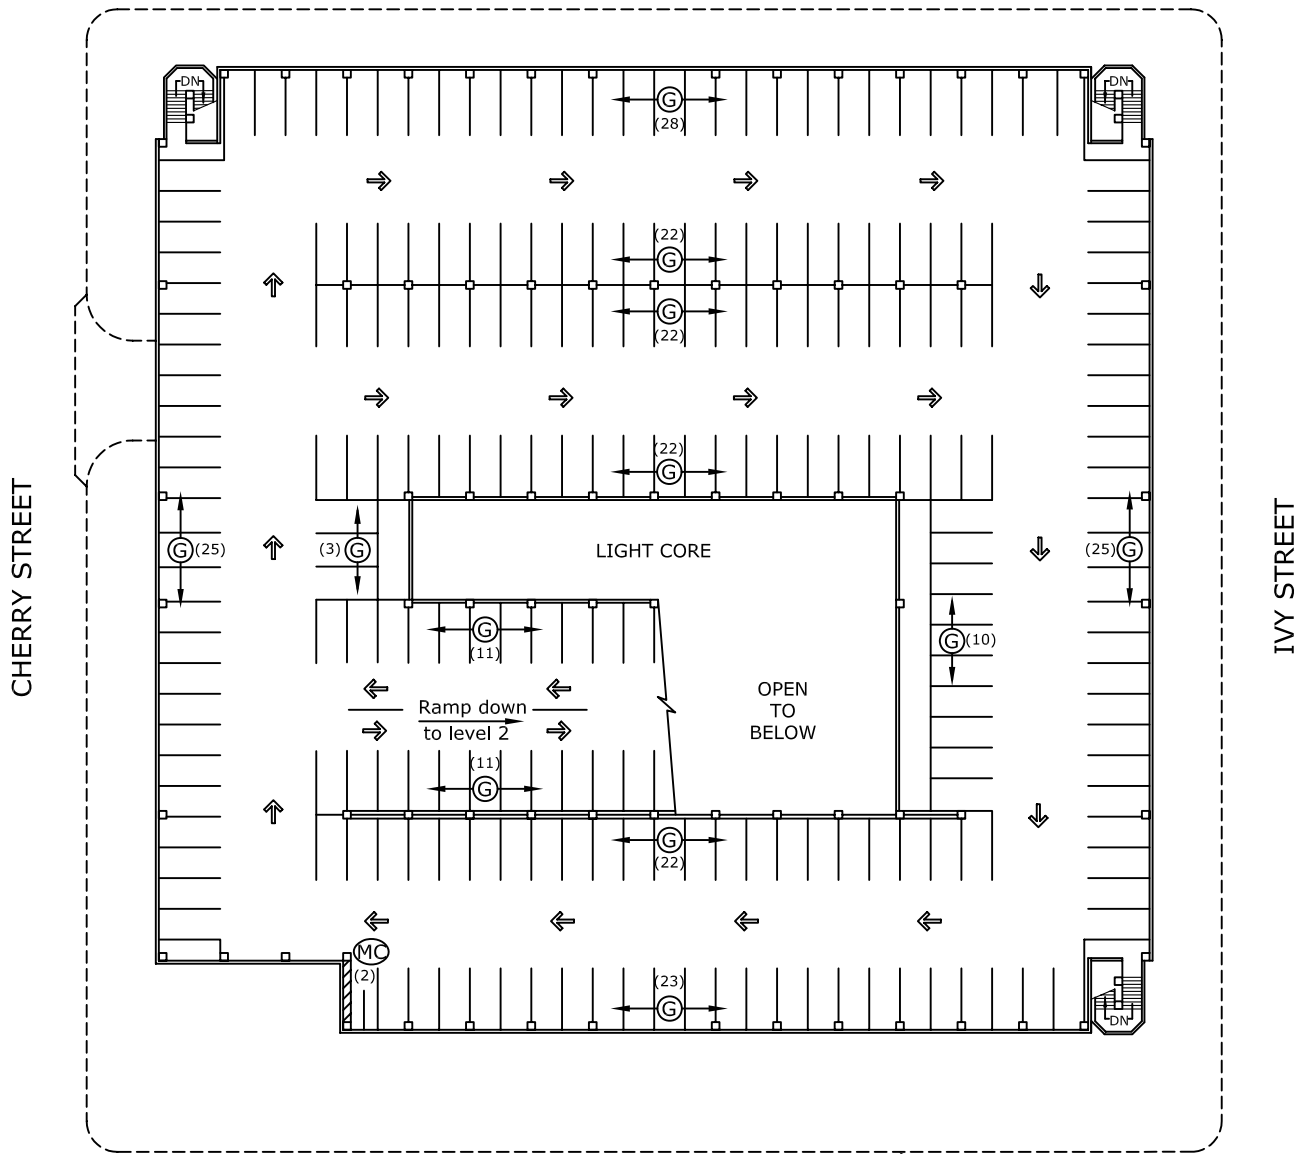 DN
DN
G
(28)
(22)
G
G
(22)
(22)
G
CHERRY STREET
G
(25)
(3)
G
LIGHT CORE
(25)
G
IVY STREET
G
(11)
G
(10)
OPEN
TO
BELOW
Ramp down
to level 2
(11)
G
G
(22)
MC
(2)
(23)
G
DN